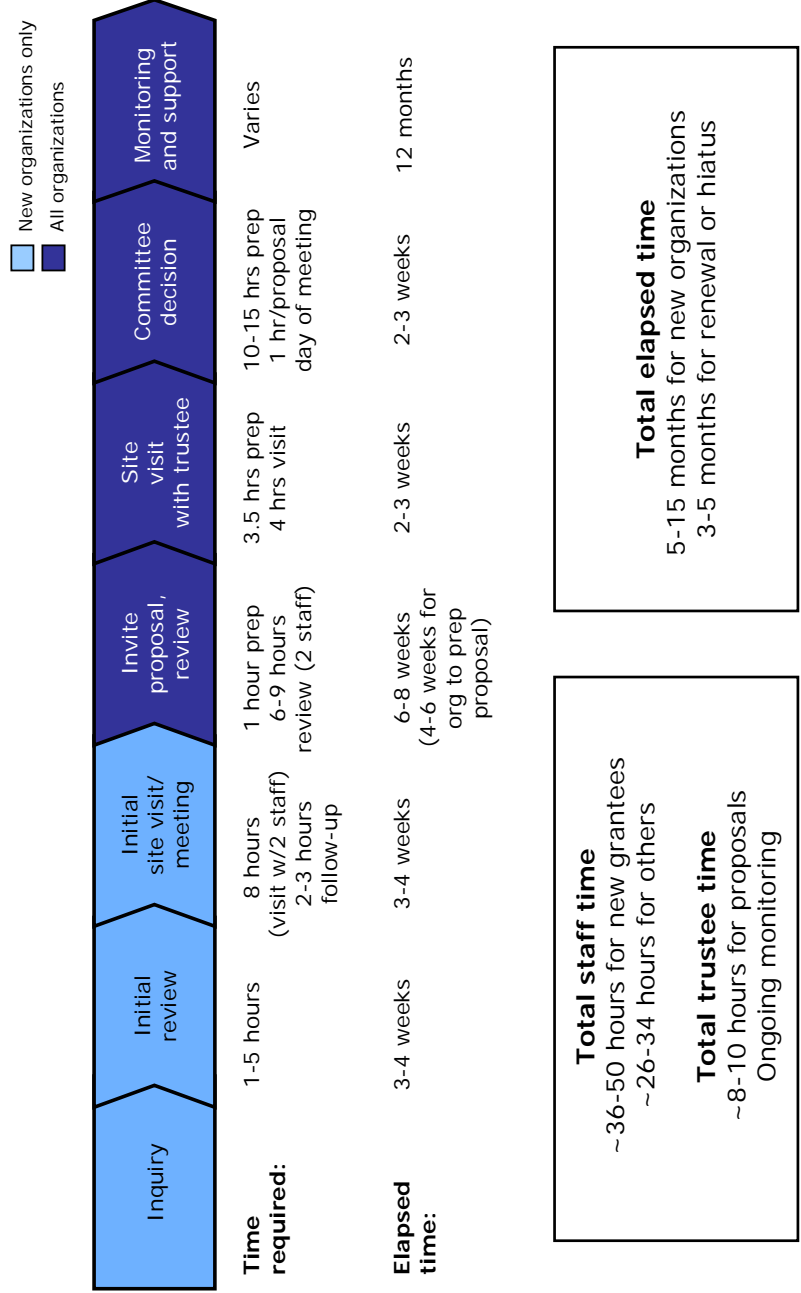 New organizations only
All organizations
Inquiry
Initial
review
Initial
site visit/
meeting
Invite
proposal,
review
Site
visit
with trustee
Committee
decision
Monitoring
and support
Time
required:
1-5 hours
8 hours
(visit w/2 staff)
2-3 hours
follow-up
1 hour prep
6-9 hours
review (2 staff)
3.5 hrs prep
4 hrs visit
10-15 hrs prep
1 hr/proposal
day of meeting
Varies
Elapsed
time:
3-4 weeks
3-4 weeks
6-8 weeks
(4-6 weeks for
org to prep
proposal)
2-3 weeks
2-3 weeks
12 months
Total staff time
~36-50 hours for new grantees
~26-34 hours for others
Total trustee time
~8-10 hours for proposals
Ongoing monitoring
Total elapsed time
5-15 months for new organizations
3-5 months for renewal or hiatus